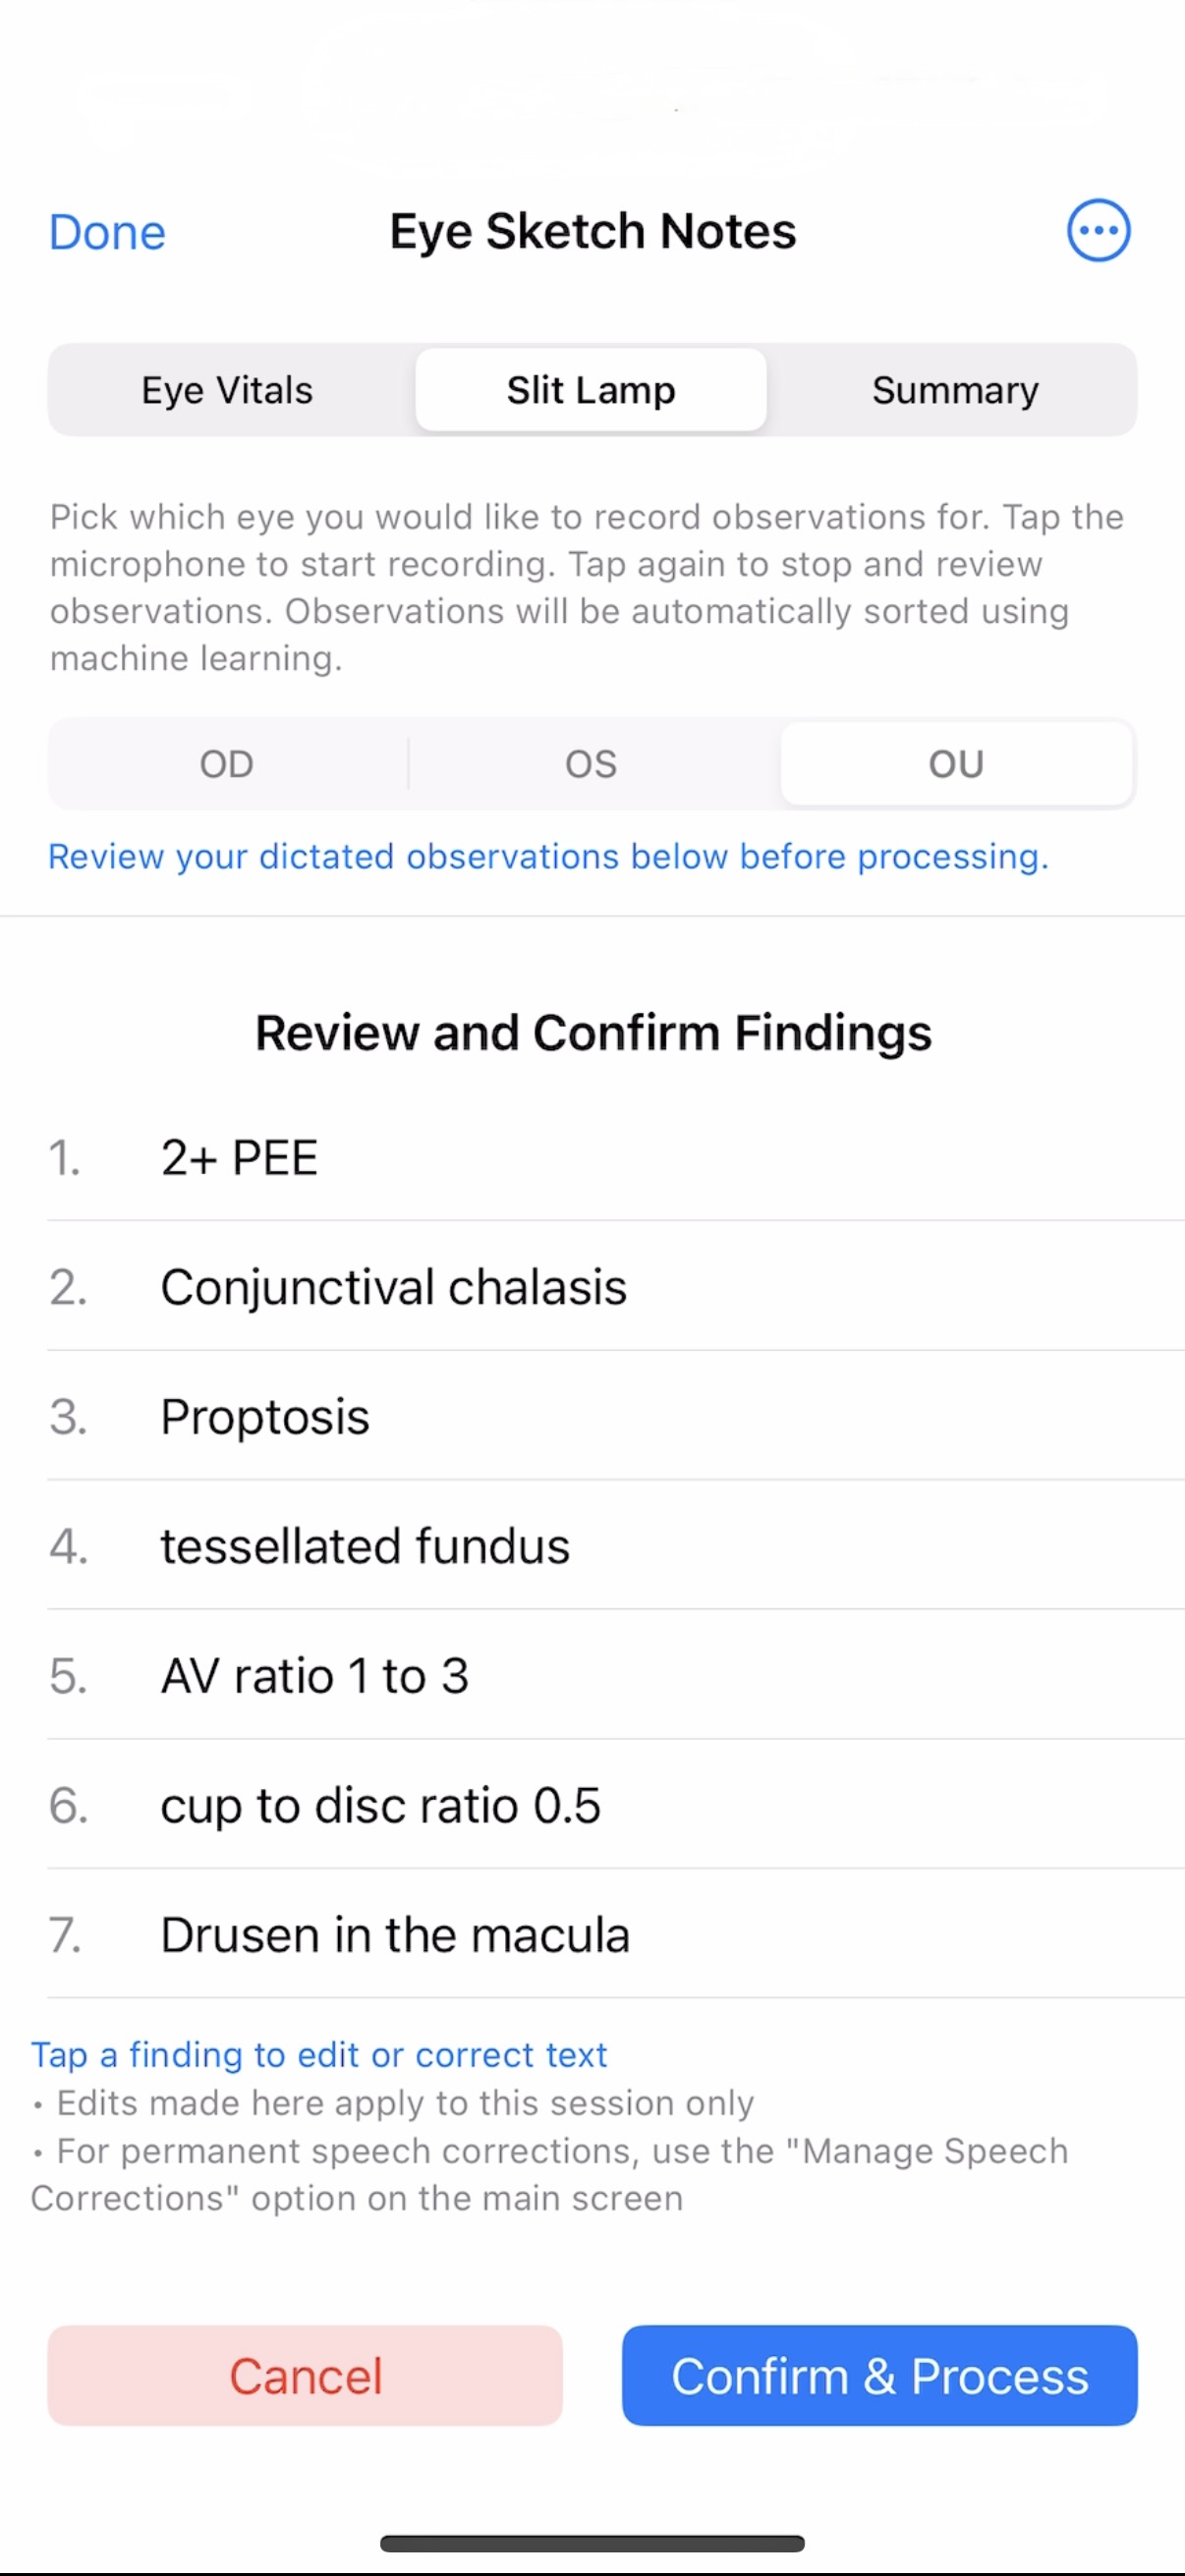 Done
Eye Sketch Notes
Eye Vitals
Slit Lamp
Summary
Pick which eye you would like to record observations for. Tap the
microphone to start recording. Tap again to stop and review
observations. Observations will be automatically sorted using
machine learning.
OD
OS
OU
Review your dictated observations below before processing.
Review and Confirm Findings
1. 2+ PEE
2. Conjunctival chalasis
3. Proptosis
4. tessellated fundus
5. AV ratio 1 to 3
6. cup to disc ratio 0.5
7. Drusen in the macula
Tap a finding to edit or correct text
• Edits made here apply to this session only
• For permanent speech corrections, use the "Manage Speech
Corrections" option on the main screen
Cancel
Confirm & Process